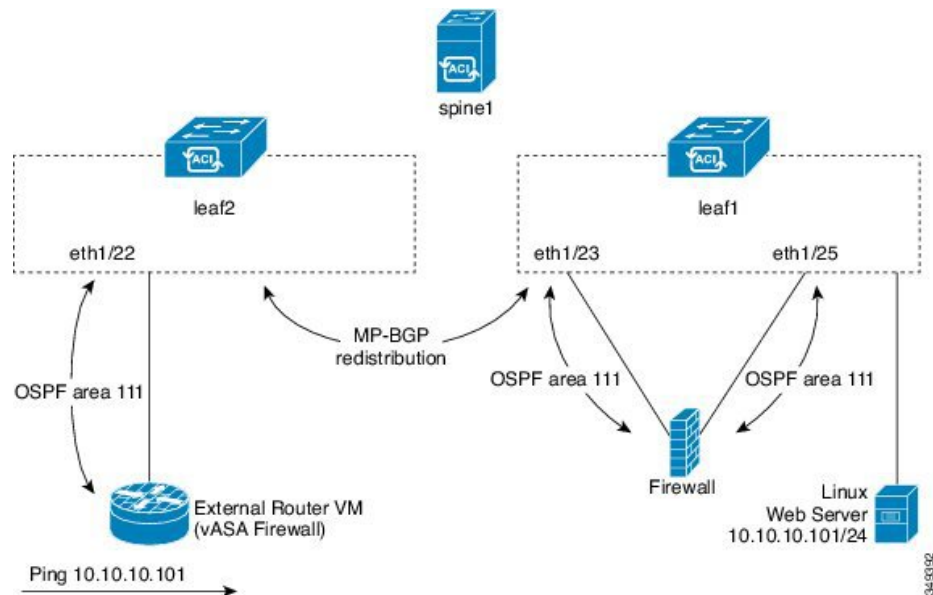 ACI
spine1
ACI
leaf2
eth1/22
ACI
leaf1
eth1/23
eth1/25
MP-BGP
redistribution
OSPF area 111
OSPF area 111
OSPF area 111
External Router VM
(vASA Firewall)
Firewall
Linux
Web Server
10.10.10.101/24
Ping 10.10.10.101
349392